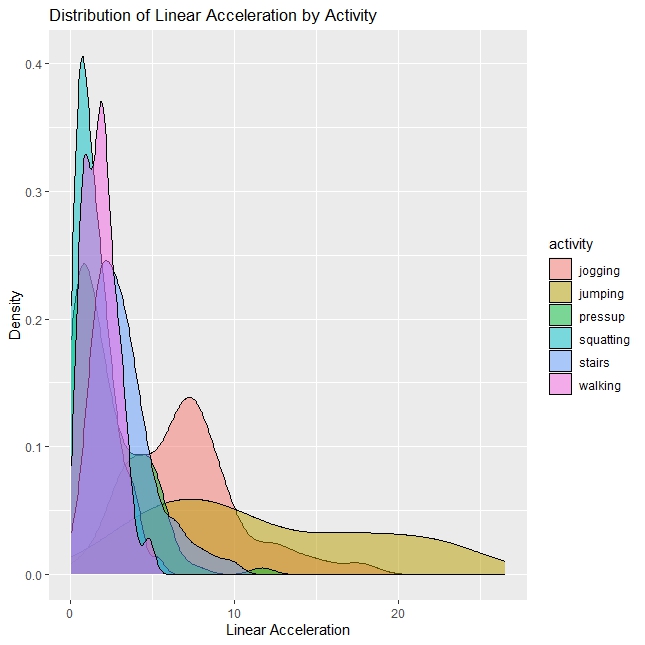 Distribution of Linear Acceleration by Activity
0.4
0.3
0.2
0.1
0.0
Density
0
10
20
Linear Acceleration
activity
jogging
jumping
pressup
squatting
stairs
walking